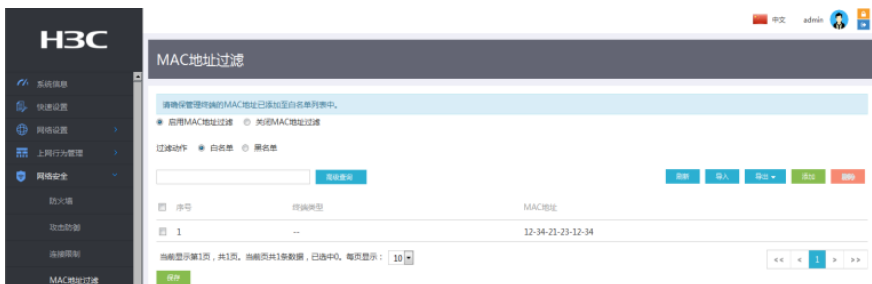 中文 admin
H3C
MAC地址过滤
系统信息
快速设置
网络设置
上网行为管理
网络安全
防火墙
攻击防御
连接限制
MAC地址过滤
请确保管理终端的MAC地址已添加至白名单列表中。
启用MAC地址过滤 关闭MAC地址过滤
过滤动作 白名单 黑名单
高级查询 刷新 导入 导出 添加 删除
序号 终端类型 MAC地址
1 -- 12-34-21-23-12-34
当前显示第1页，共1页。当前页共1条数据，已选中0。每页显示： 10
<< < 1 > >>
保存